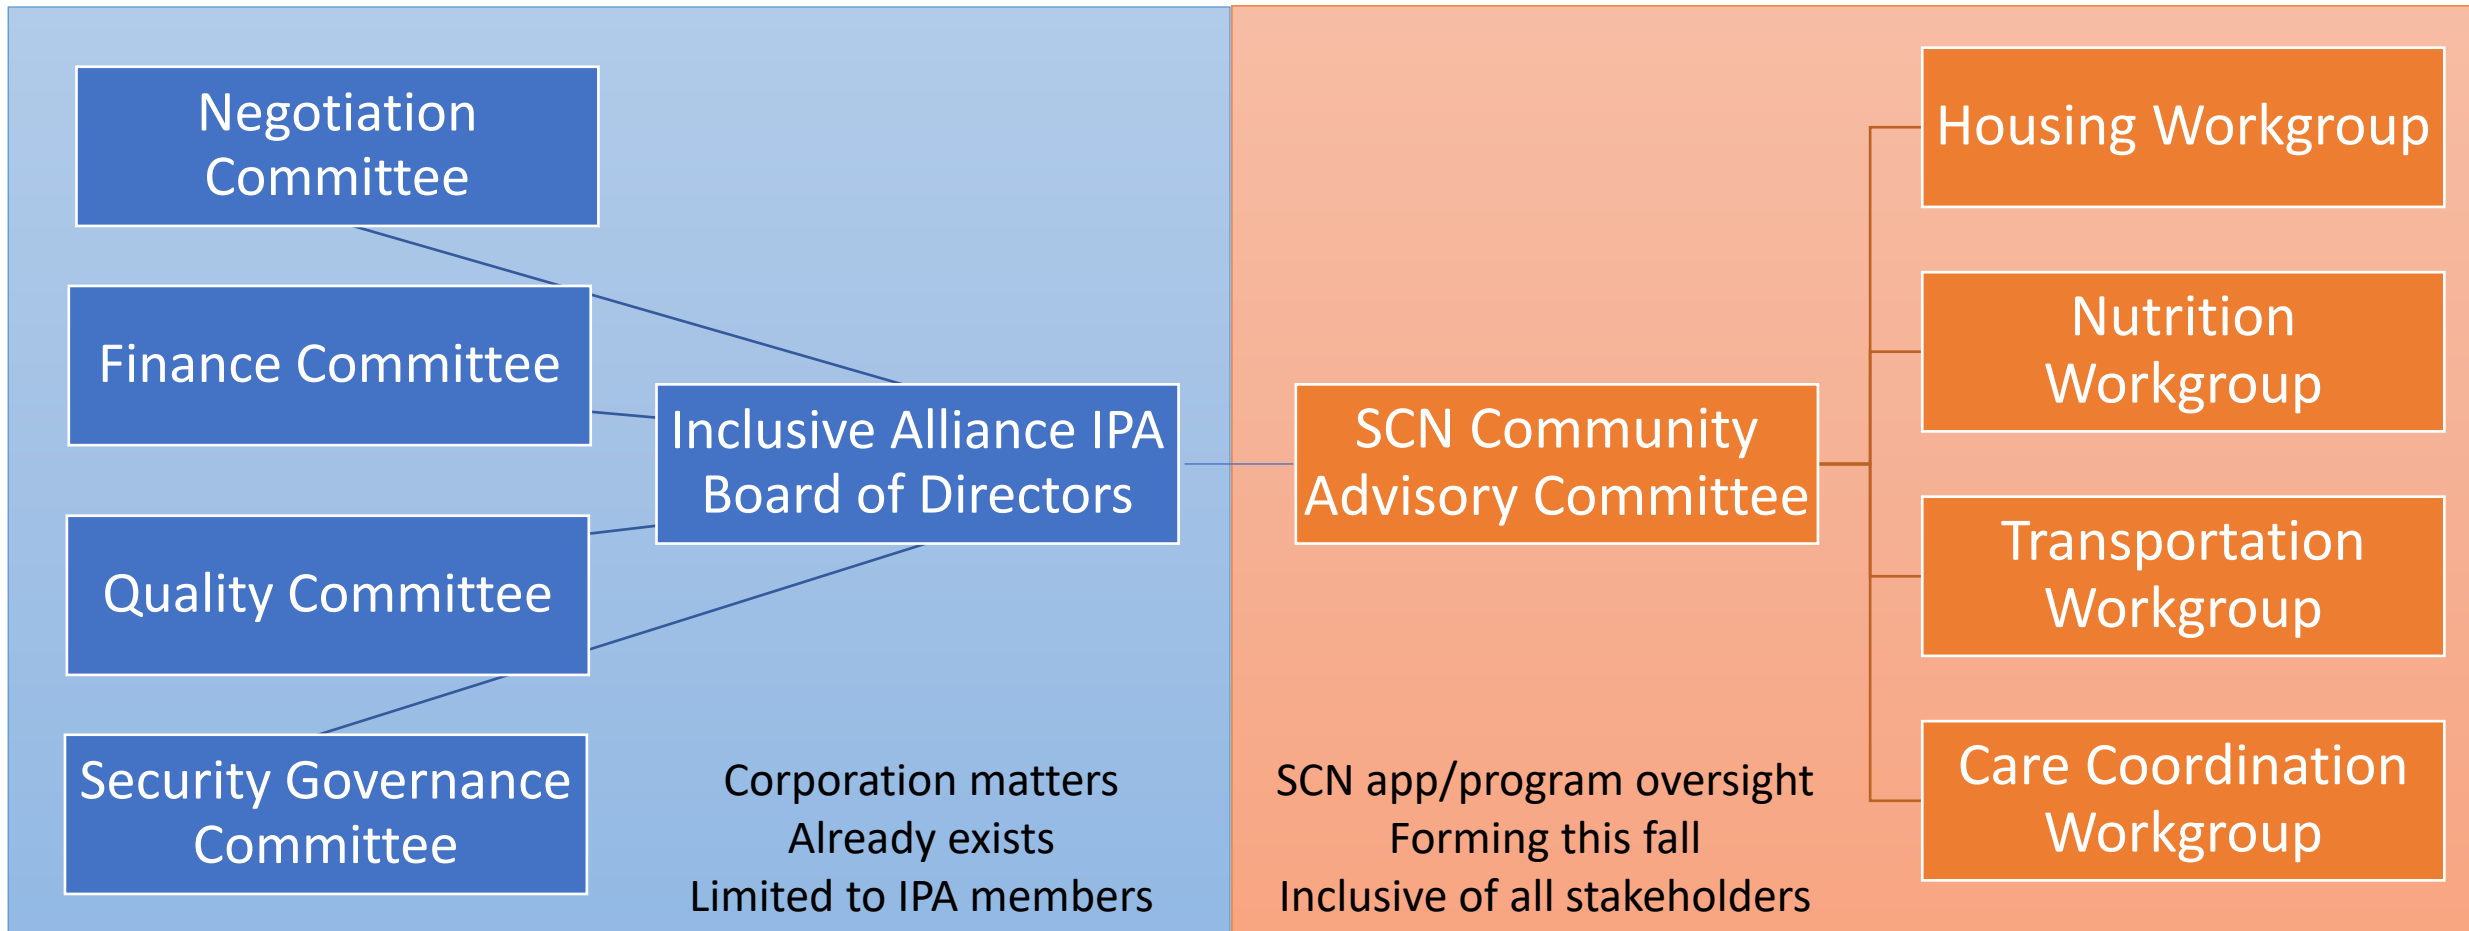 Negotiation
Committee
Finance Committee
Quality Committee
Security Governance
Committee
Inclusive Alliance IPA
Board of Directors
Corporation matters
Already exists
Limited to IPA members
SCN Community
Advisory Committee
SCN app/program oversight
Forming this fall
Inclusive of all stakeholders
Housing Workgroup
Nutrition
Workgroup
Transportation
Workgroup
Care Coordination
Workgroup